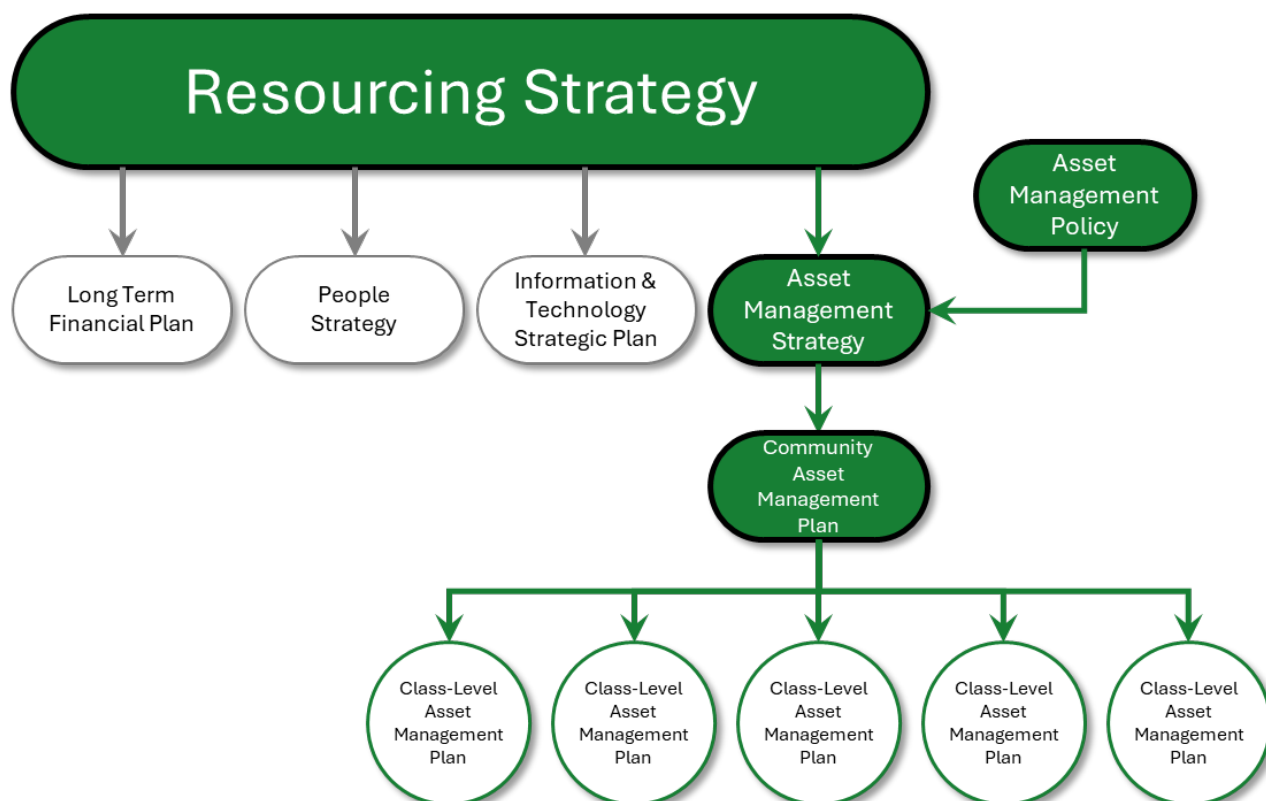 Resourcing Strategy
Asset
Management
Policy
Long Term
Financial Plan
People
Strategy
Information &
Technology
Strategic Plan
Asset
Management
Strategy
Community
Asset
Management
Plan
Class-Level
Asset
Management
Plan
Class-Level
Asset
Management
Plan
Class-Level
Asset
Management
Plan
Class-Level
Asset
Management
Plan
Class-Level
Asset
Management
Plan